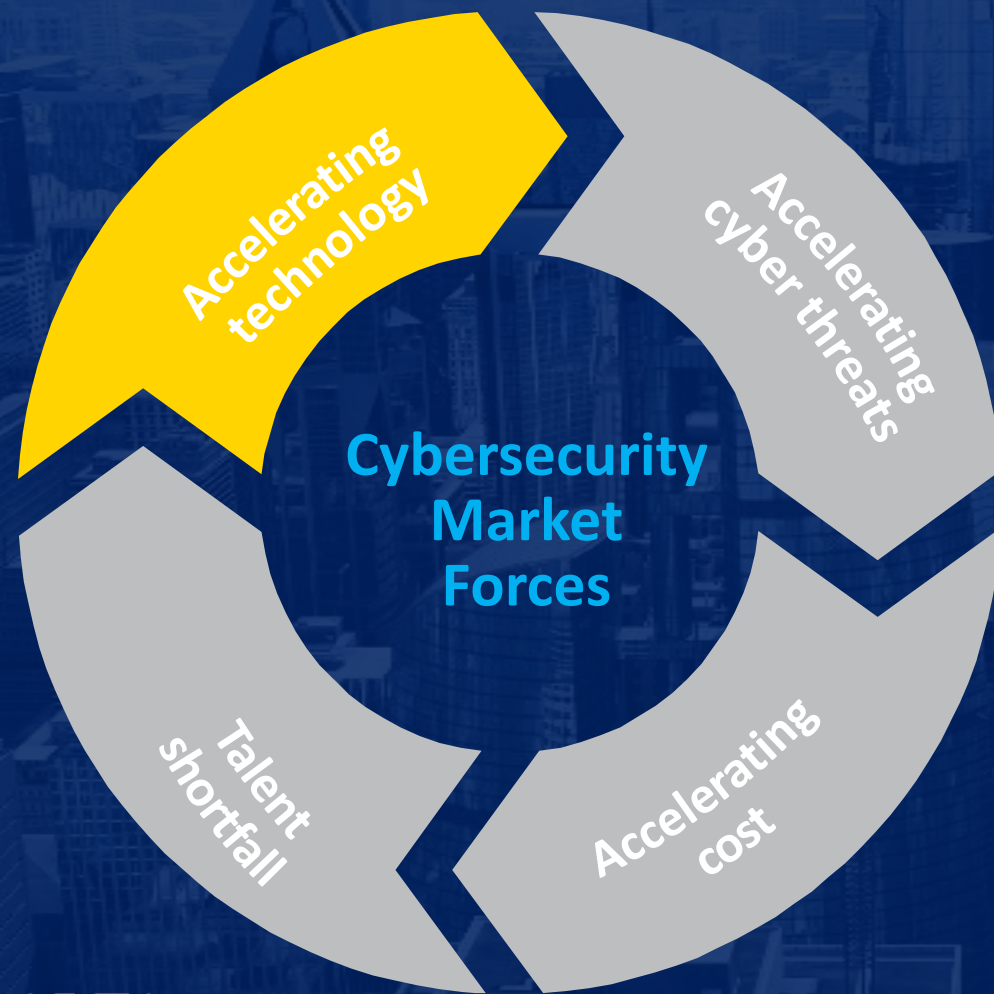 Accelerating
technology
Accelerating
cyber threats
Cybersecurity
Market
Forces
Accelerating
cost
Talent
shortfall